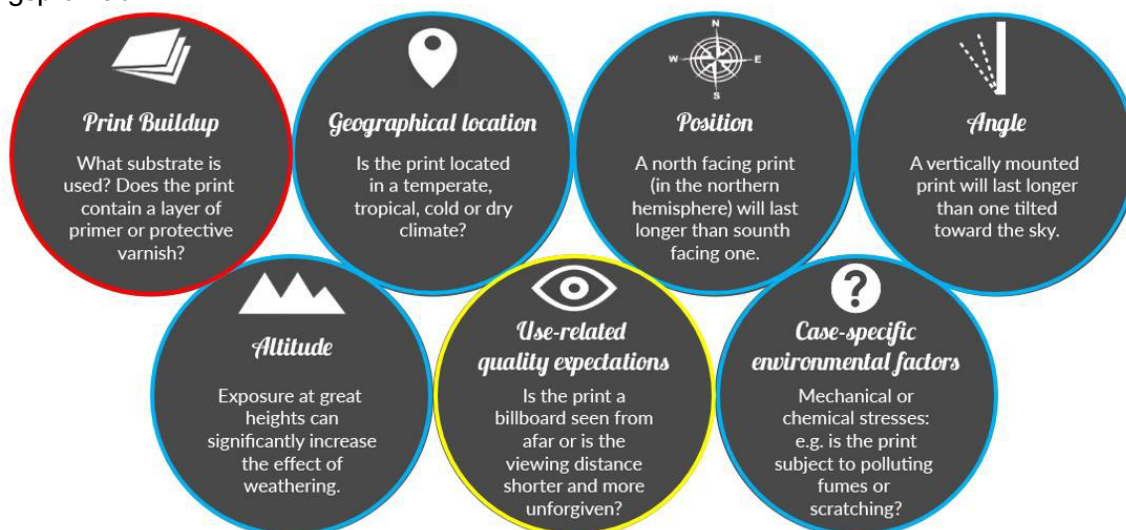 N
W
E
S
Print Buildup
What substrate is
used? Does the print
contain a layer of
primer or protective
varnish?
Geographical location
Is the print located
in a temperate,
tropical, cold or dry
climate?
Position
A north facing print
(in the northern
hemisphere) will last
longer than sounth
facing one.
Angle
A vertically mounted
print will last longer
than one tilted
toward the sky.
Altitude
Exposure at great
heights can
significantly increase
the effect of
weathering.
Use-related
quality expectations
Is the print a
billboard seen from
afar or is the
viewing distance
shorter and more
unforgiven?
?
Case-specific
environmental factors
Mechanical or
chemical stresses:
e.g. is the print
subject to polluting
fumes or
scratching?